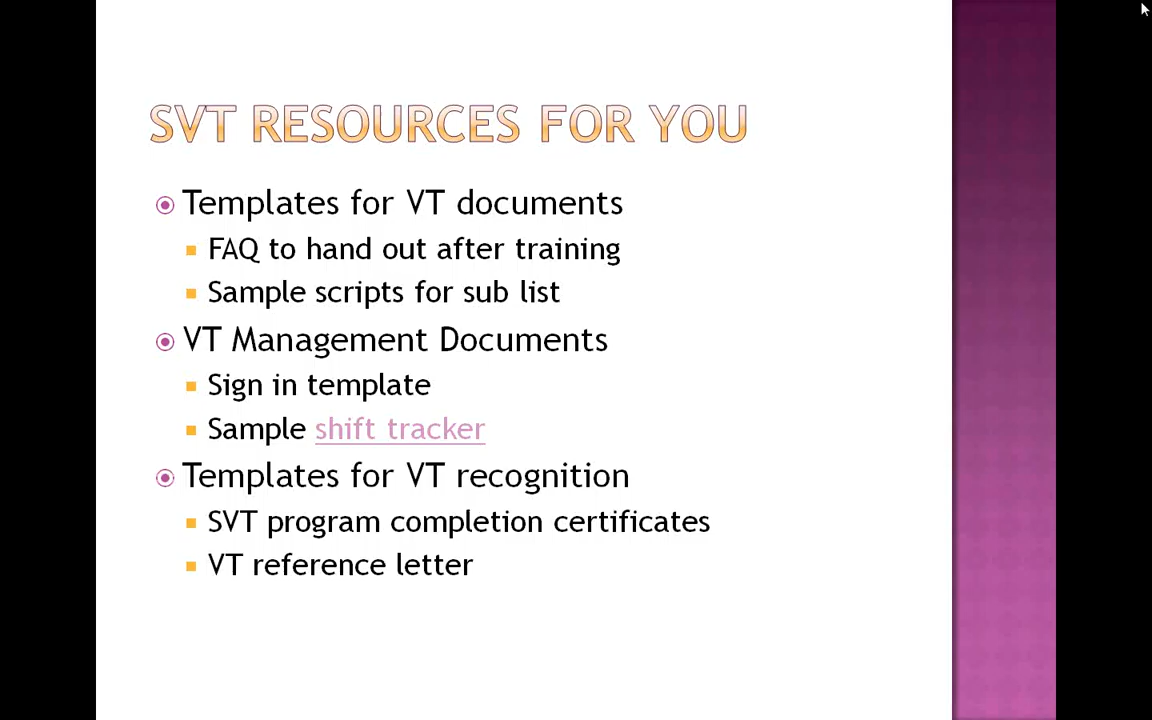 SVT RESOURCES FOR YOU
Templates for VT documents
FAQ to hand out after training
Sample scripts for sub list
VT Management Documents
Sign in template
Sample shift tracker
Templates for VT recognition
SVT program completion certificates
VT reference letter